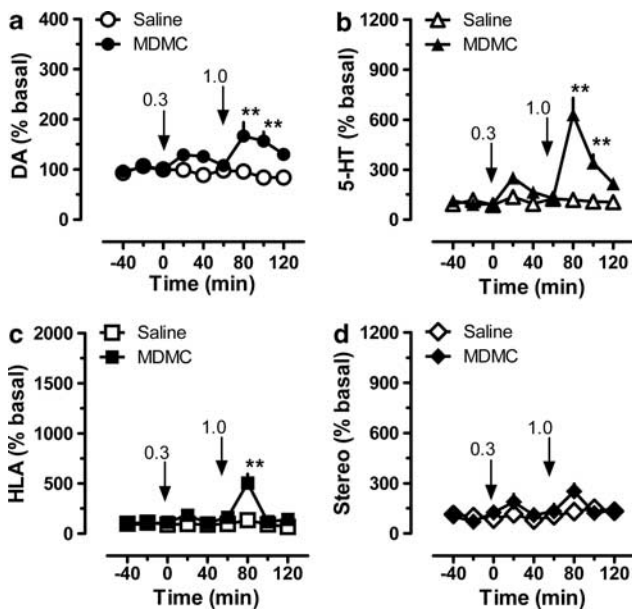 a
Saline
MDMC
DA (% basal)
400
300
200
100
0
0.3
1.0
**
**
-40 0 40 80 120
Time (min)
b
Saline
MDMC
5-HT (% basal)
1200
900
600
300
0
0.3
1.0
**
**
-40 0 40 80 120
Time (min)
c
Saline
MDMC
HLA (% basal)
2000
1500
1000
500
0
0.3
1.0
**
-40 0 40 80 120
Time (min)
d
Saline
MDMC
Stereo (% basal)
1200
900
600
300
0
0.3
1.0
-40 0 40 80 120
Time (min)